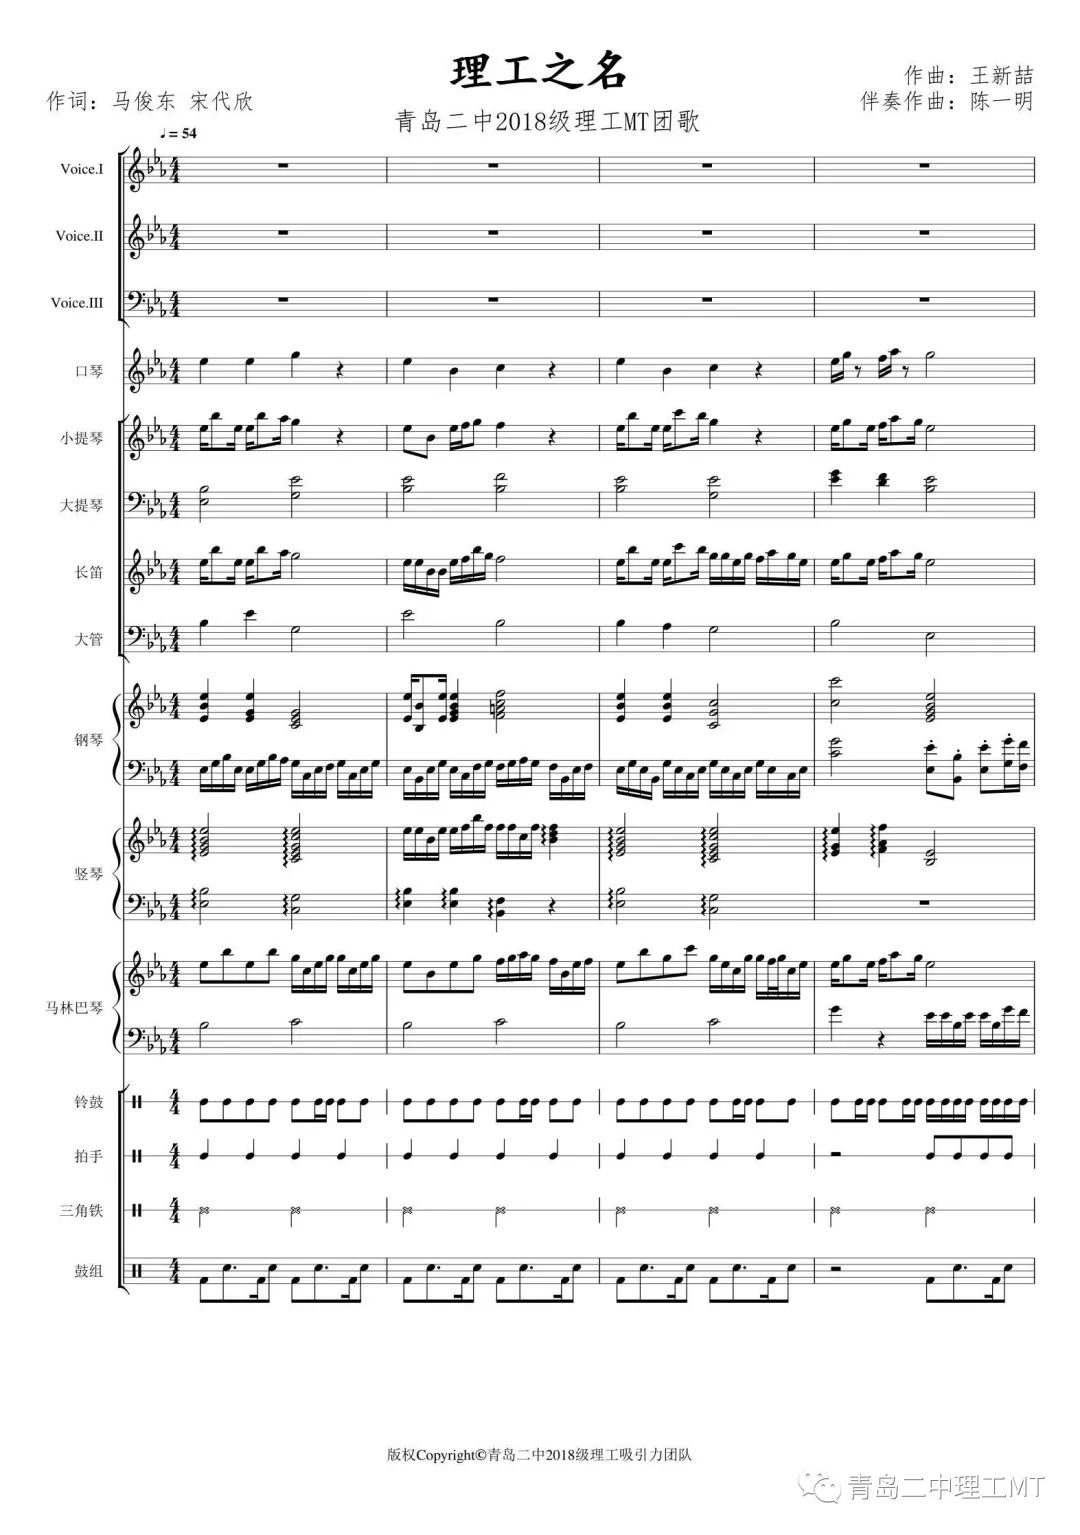 理工之名
作曲：王新喆
作词：马俊东 宋代欣
伴奏作曲：陈一明
青岛二中2018级理工MT团歌
♩= 54
Voice.I
Voice.II
Voice.III
口琴
小提琴
大提琴
长笛
大管
钢琴
竖琴
马林巴琴
铃鼓
拍手
三角铁
鼓组
版权Copyright©青岛二中2018级理工吸引力团队
青岛二中理工MT